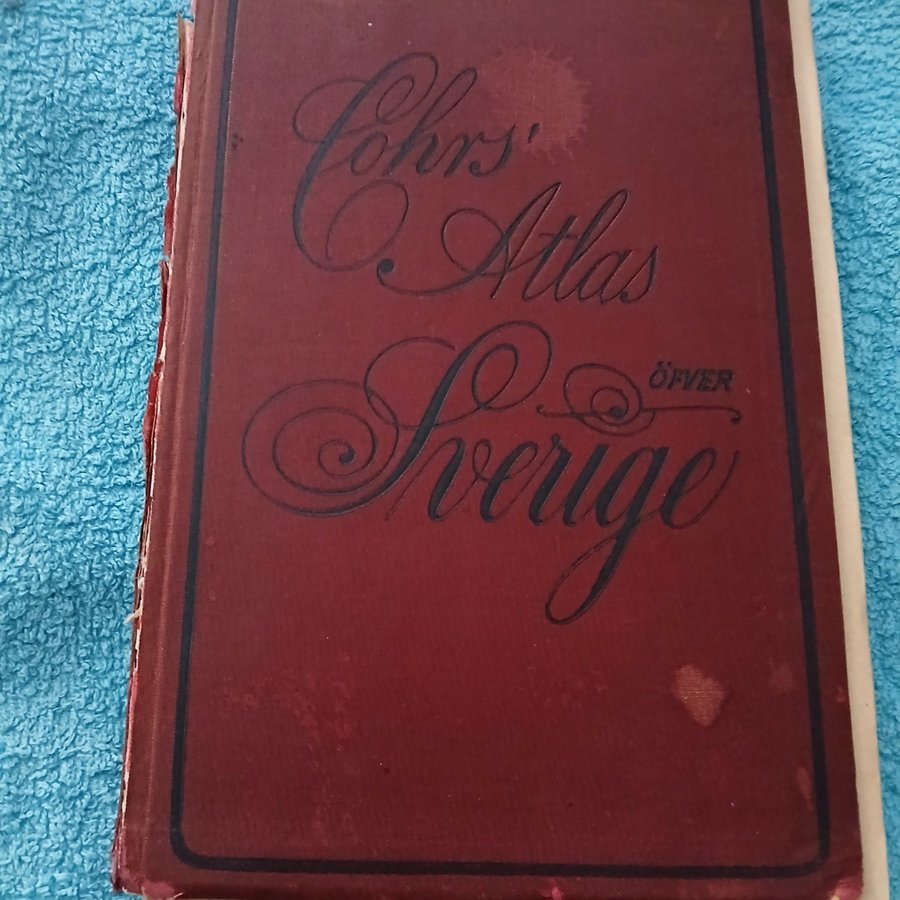 Cohrs'
Atlas
ÖFVER
Sverige